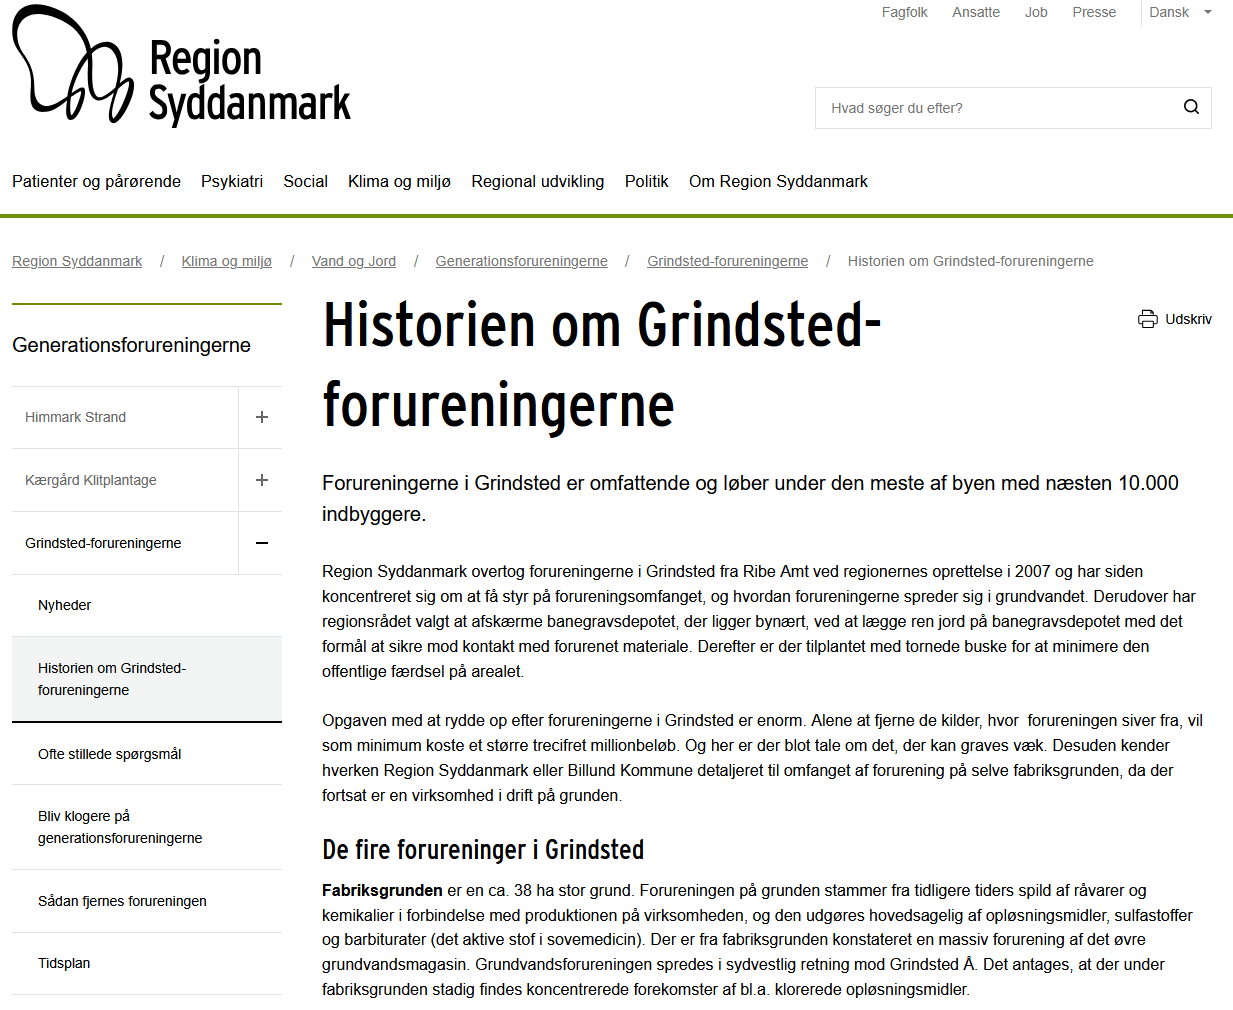 Fagfolk Ansatte Job Presse Dansk
Region
Syddanmark
Hvad søger du efter?
Patienter og pårørende Psykiatri Social Klima og miljø Regional udvikling Politik Om Region Syddanmark
Region Syddanmark / Klima og miljø / Vand og Jord / Generationsforureningerne / Grindsted-forureningerne / Historien om Grindsted-forureningerne
Generationsforureningerne
Himmark Strand
Kærgård Klitplantage
Grindsted-forureningerne
Nyheder
Historien om Grindsted-
forureningerne
Ofte stillede spørgsmål
Bliv klogere på
generationsforureningerne
Sådan fjernes forureningen
Tidsplan
Historien om Grindsted-
forureningerne
Udskriv
Forureningerne i Grindsted er omfattende og løber under den meste af byen med næsten 10.000
indbyggere.
Region Syddanmark overtog forureningerne i Grindsted fra Ribe Amt ved regionernes oprettelse i 2007 og har siden
koncentreret sig om at få styr på forureningsomfanget, og hvordan forureningerne spreder sig i grundvandet. Derudover har
regionsrådet valgt at afskærme banegravsdepotet, der ligger bynært, ved at lægge ren jord på banegravsdepotet med det
formål at sikre mod kontakt med forurenet materiale. Derefter er der tilplantet med tornede buske for at minimere den
offentlige færdsel på arealet.
Opgaven med at rydde op efter forureningerne i Grindsted er enorm. Alene at fjerne de kilder, hvor  forureningen siver fra, vil
som minimum koste et større trecifret millionbeløb. Og her er der blot tale om det, der kan graves væk. Desuden kender
hverken Region Syddanmark eller Billund Kommune detaljeret til omfanget af forurening på selve fabriksgrunden, da der
fortsat er en virksomhed i drift på grunden.
De fire forureninger i Grindsted
Fabriksgrunden er en ca. 38 ha stor grund. Forureningen på grunden stammer fra tidligere tiders spild af råvarer og
kemikalier i forbindelse med produktionen på virksomheden, og den udgøres hovedsagelig af opløsningsmidler, sulfastoffer
og barbiturater (det aktive stof i sovemedicin). Der er fra fabriksgrunden konstateret en massiv forurening af det øvre
grundvandsmagasin. Grundvandsforureningen spredes i sydvestlig retning mod Grindsted Å. Det antages, at der under
fabriksgrunden stadig findes koncentrerede forekomster af bl.a. klorerede opløsningsmidler.